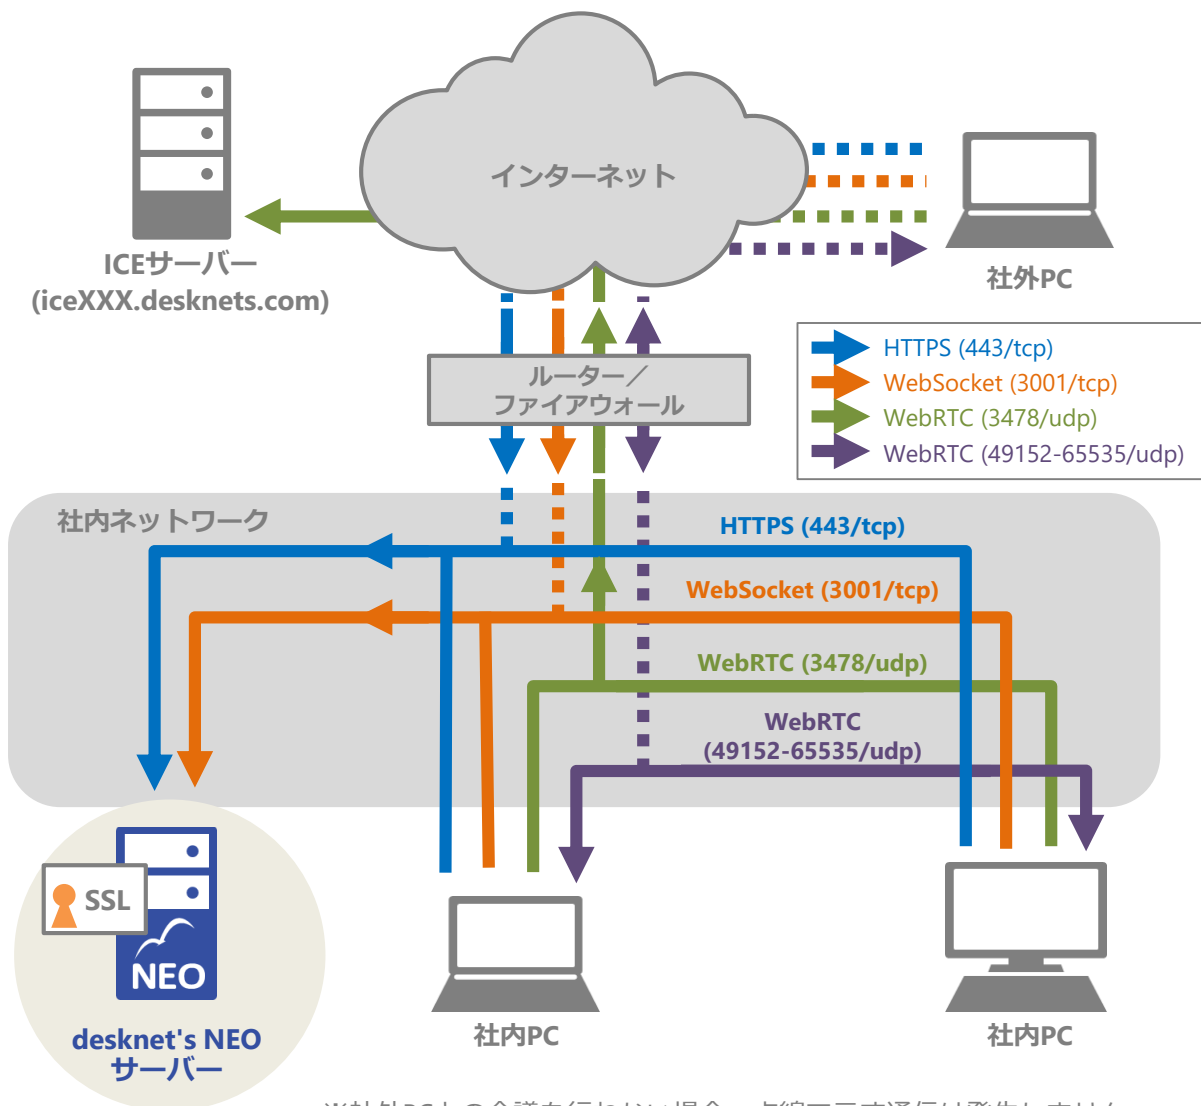 インターネット
ICEサーバー
(iceXXX.desknets.com)
社外PC
ルーター／
ファイアウォール
HTTPS (443/tcp)
WebSocket (3001/tcp)
WebRTC (3478/udp)
WebRTC (49152-65535/udp)
社内ネットワーク
HTTPS (443/tcp)
WebSocket (3001/tcp)
WebRTC (3478/udp)
WebRTC
(49152-65535/udp)
SSL
NEO
desknet's NEO
サーバー
社内PC
社内PC